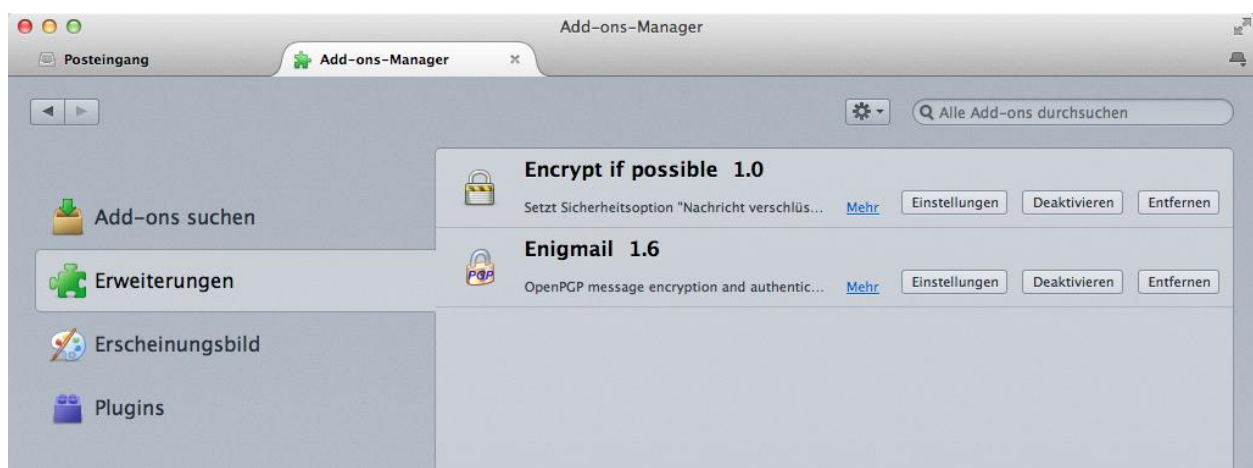 Add-ons-Manager
Posteingang
Add-ons-Manager
Alle Add-ons durchsuchen
Add-ons suchen
Erweiterungen
Erscheinungsbild
Plugins
Encrypt if possible 1.0
Setzt Sicherheitsoption "Nachricht verschlüs... Mehr Einstellungen Deaktivieren Entfernen
Enigmail 1.6
PGP
OpenPGP message encryption and authentic... Mehr Einstellungen Deaktivieren Entfernen